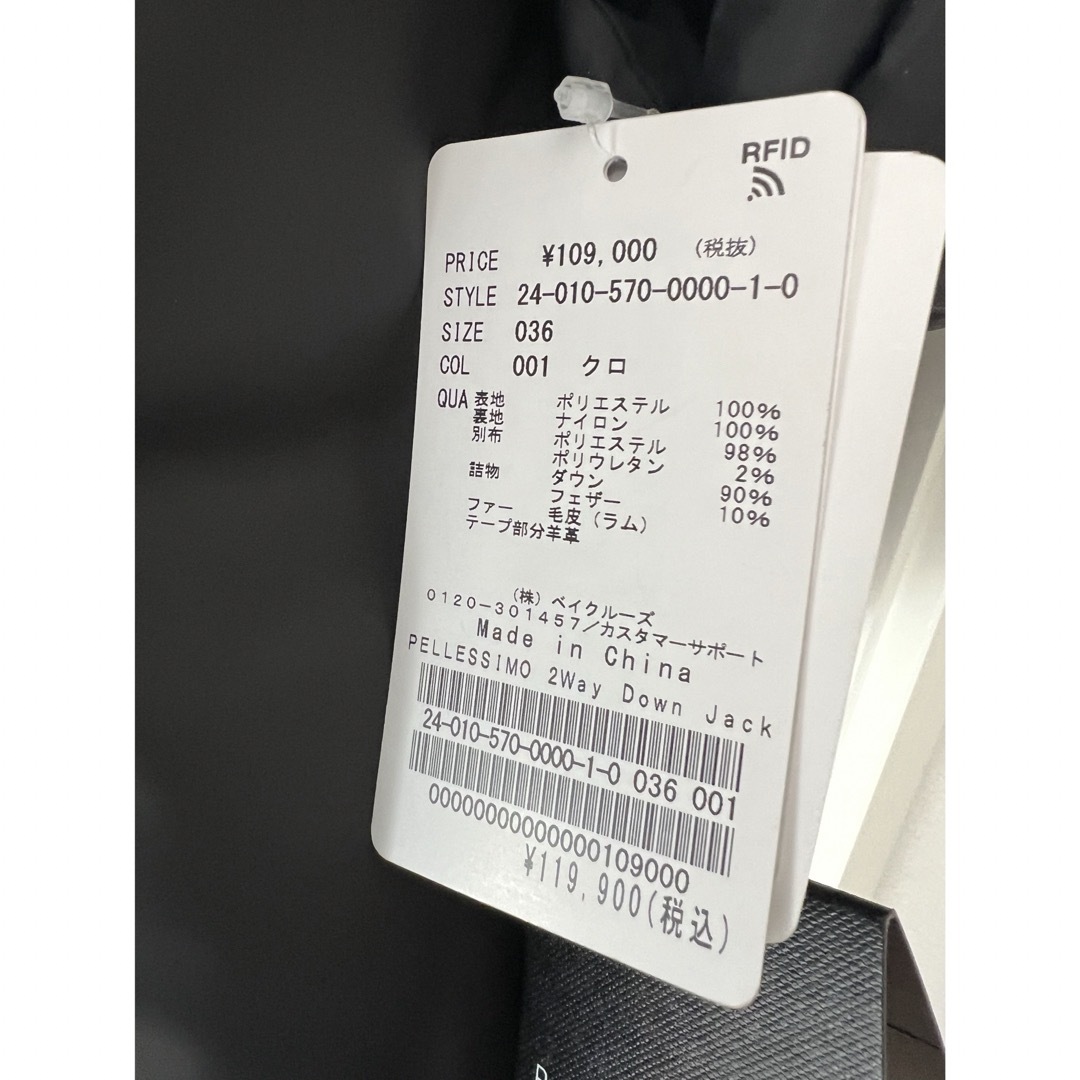 RFID
PRICE ¥109,000 (税抜)
STYLE 24-010-570-0000-1-0
SIZE 036
COL 001 クロ
QUA 表地 ポリエステル 100%
裏地 ナイロン 100%
別布 ポリエステル 98%
ポリウレタン 2%
詰物 ダウン 90%
フェザー 10%
ファー 毛皮(ラム)
テープ部分羊革
(株)ベイクルーズ
0120-301457/カスタマーサポート
Made in China
PELLESSIMO 2Way Down Jack
24-010-570-0000-1-0 036 001
0000000000000109000
¥119,900(税込)